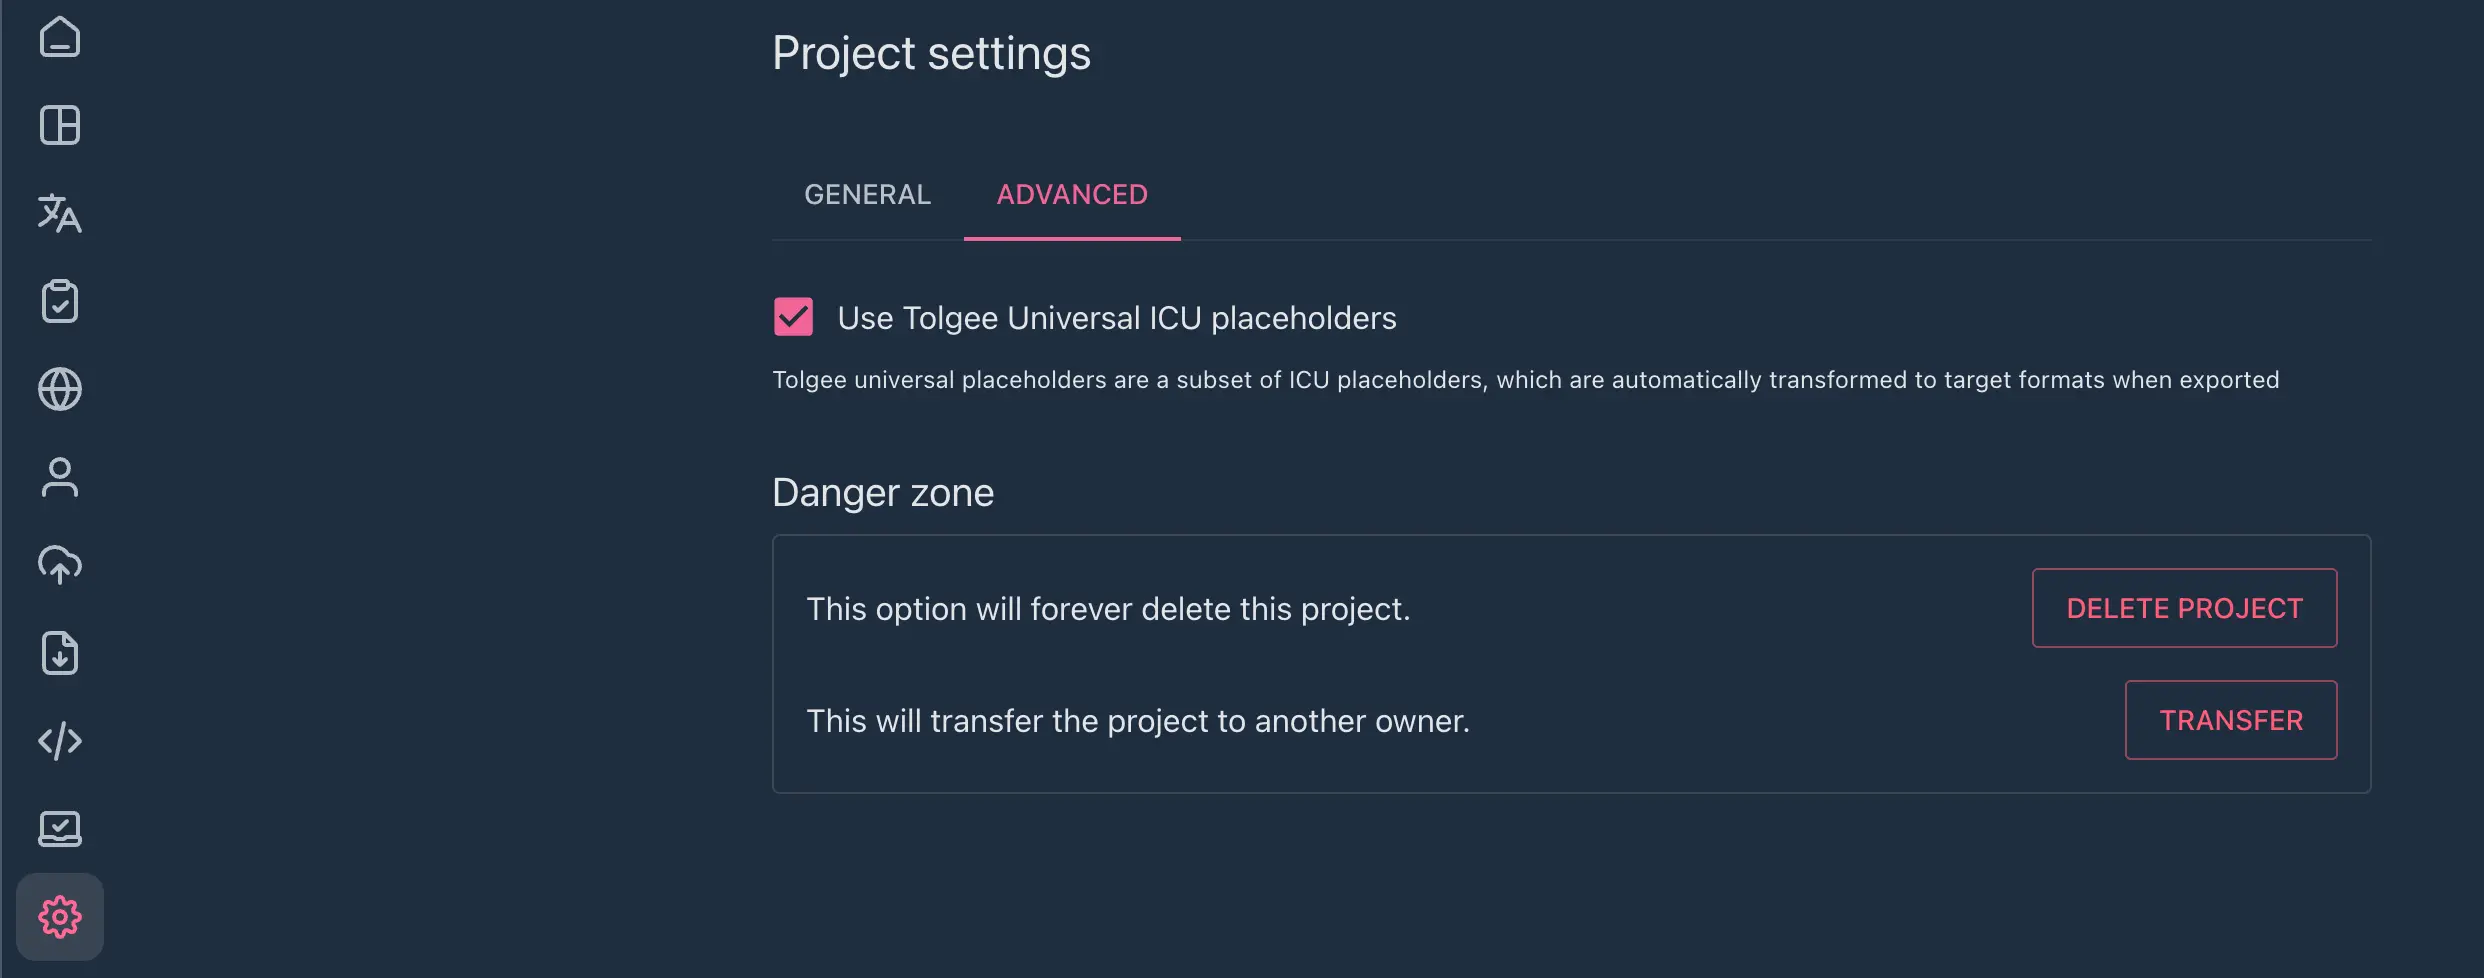 Project settings
GENERAL
ADVANCED
Use Tolgee Universal ICU placeholders
Tolgee universal placeholders are a subset of ICU placeholders, which are automatically transformed to target formats when exported
Danger zone
This option will forever delete this project.
DELETE PROJECT
This will transfer the project to another owner.
TRANSFER